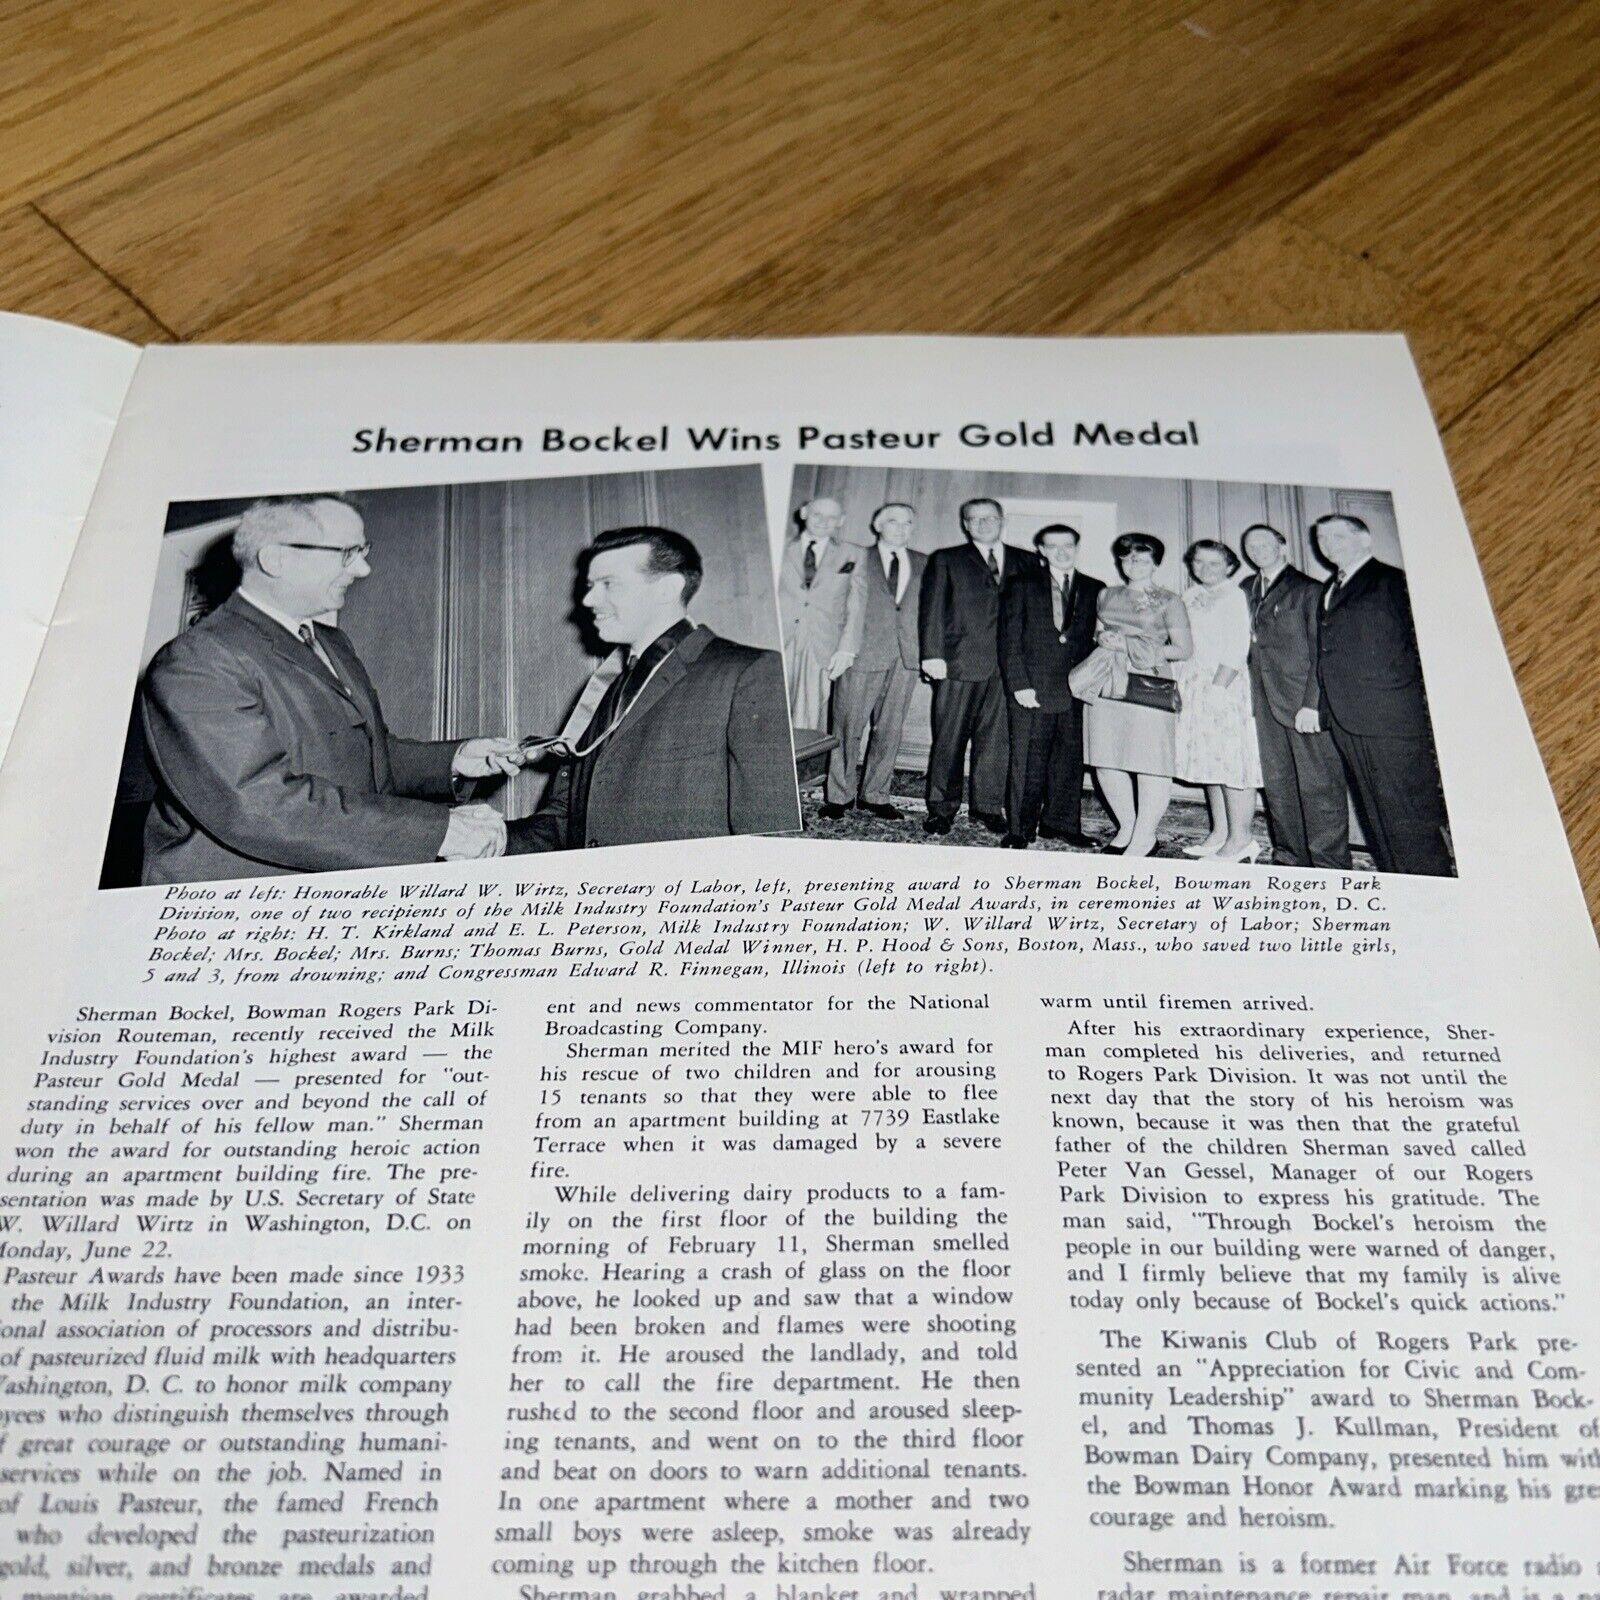 Sherman Bockel Wins Pasteur Gold Medal
Photo at left: Honorable Willard W. Wirtz, Secretary of Labor, left, presenting award to Sherman Bockel, Bowman Rogers Park
Division, one of two recipients of the Milk Industry Foundation's Pasteur Gold Medal Awards, in ceremonies at Washington, D. C.
Photo at right: H. T. Kirkland and E. L. Peterson, Milk Industry Foundation; W. Willard Wirtz, Secretary of Labor; Sherman
Bockel; Mrs. Bockel; Mrs. Burns; Thomas Burns, Gold Medal Winner, H. P. Hood & Sons, Boston, Mass., who saved two little girls,
5 and 3, from drowning; and Congressman Edward R. Finnegan, Illinois (left to right).
Sherman Bockel, Bowman Rogers Park Di-
vision Routeman, recently received the Milk
Industry Foundation's highest award — the
Pasteur Gold Medal — presented for "out-
standing services over and beyond the call of
duty in behalf of his fellow man." Sherman
won the award for outstanding heroic action
during an apartment building fire. The pre-
sentation was made by U.S. Secretary of State
W. Willard Wirtz in Washington, D.C. on
Monday, June 22.
Pasteur Awards have been made since 1933
the Milk Industry Foundation, an inter-
ional association of processors and distribu-
of pasteurized fluid milk with headquarters
Washington, D. C. to honor milk company
oyees who distinguish themselves through
f great courage or outstanding humani-
services while on the job. Named in
of Louis Pasteur, the famed French
who developed the pasteurization
gold, silver, and bronze medals and
mention certificates are awarded
ent and news commentator for the National
Broadcasting Company.
Sherman merited the MIF hero's award for
his rescue of two children and for arousing
15 tenants so that they were able to flee
from an apartment building at 7739 Eastlake
Terrace when it was damaged by a severe
fire.
While delivering dairy products to a fam-
ily on the first floor of the building the
morning of February 11, Sherman smelled
smoke. Hearing a crash of glass on the floor
above, he looked up and saw that a window
had been broken and flames were shooting
from it. He aroused the landlady, and told
her to call the fire department. He then
rushed to the second floor and aroused sleep-
ing tenants, and went on to the third floor
and beat on doors to warn additional tenants.
In one apartment where a mother and two
small boys were asleep, smoke was already
coming up through the kitchen floor.
Sherman grabbed a blanket and wrapped
warm until firemen arrived.
After his extraordinary experience, Sher-
man completed his deliveries, and returned
to Rogers Park Division. It was not until the
next day that the story of his heroism was
known, because it was then that the grateful
father of the children Sherman saved called
Peter Van Gessel, Manager of our Rogers
Park Division to express his gratitude. The
man said, "Through Bockel's heroism the
people in our building were warned of danger,
and I firmly believe that my family is alive
today only because of Bockel's quick actions."
The Kiwanis Club of Rogers Park pre-
sented an "Appreciation for Civic and Com-
munity Leadership" award to Sherman Bock-
el, and Thomas J. Kullman, President of
Bowman Dairy Company, presented him with
the Bowman Honor Award marking his gre
courage and heroism.
Sherman is a former Air Force radio
radar maintenance repair man, and is a